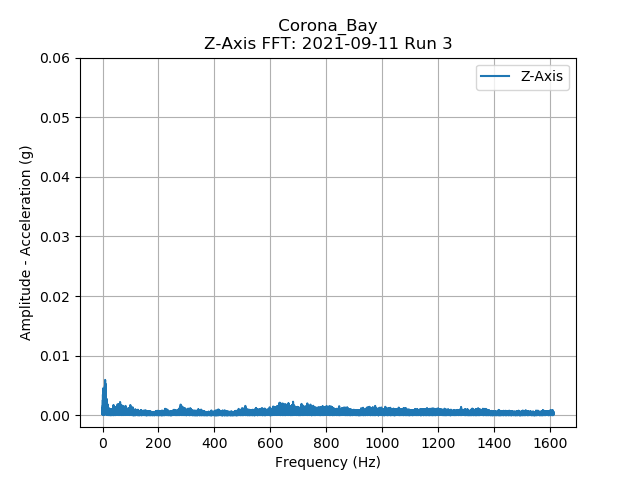 Corona_Bay
Z-Axis FFT: 2021-09-11 Run 3
Z-Axis
0.06
0.05
0.04
0.03
0.02
0.01
0.00
Amplitude - Acceleration (g)
0 200 400 600 800 1000 1200 1400 1600
Frequency (Hz)